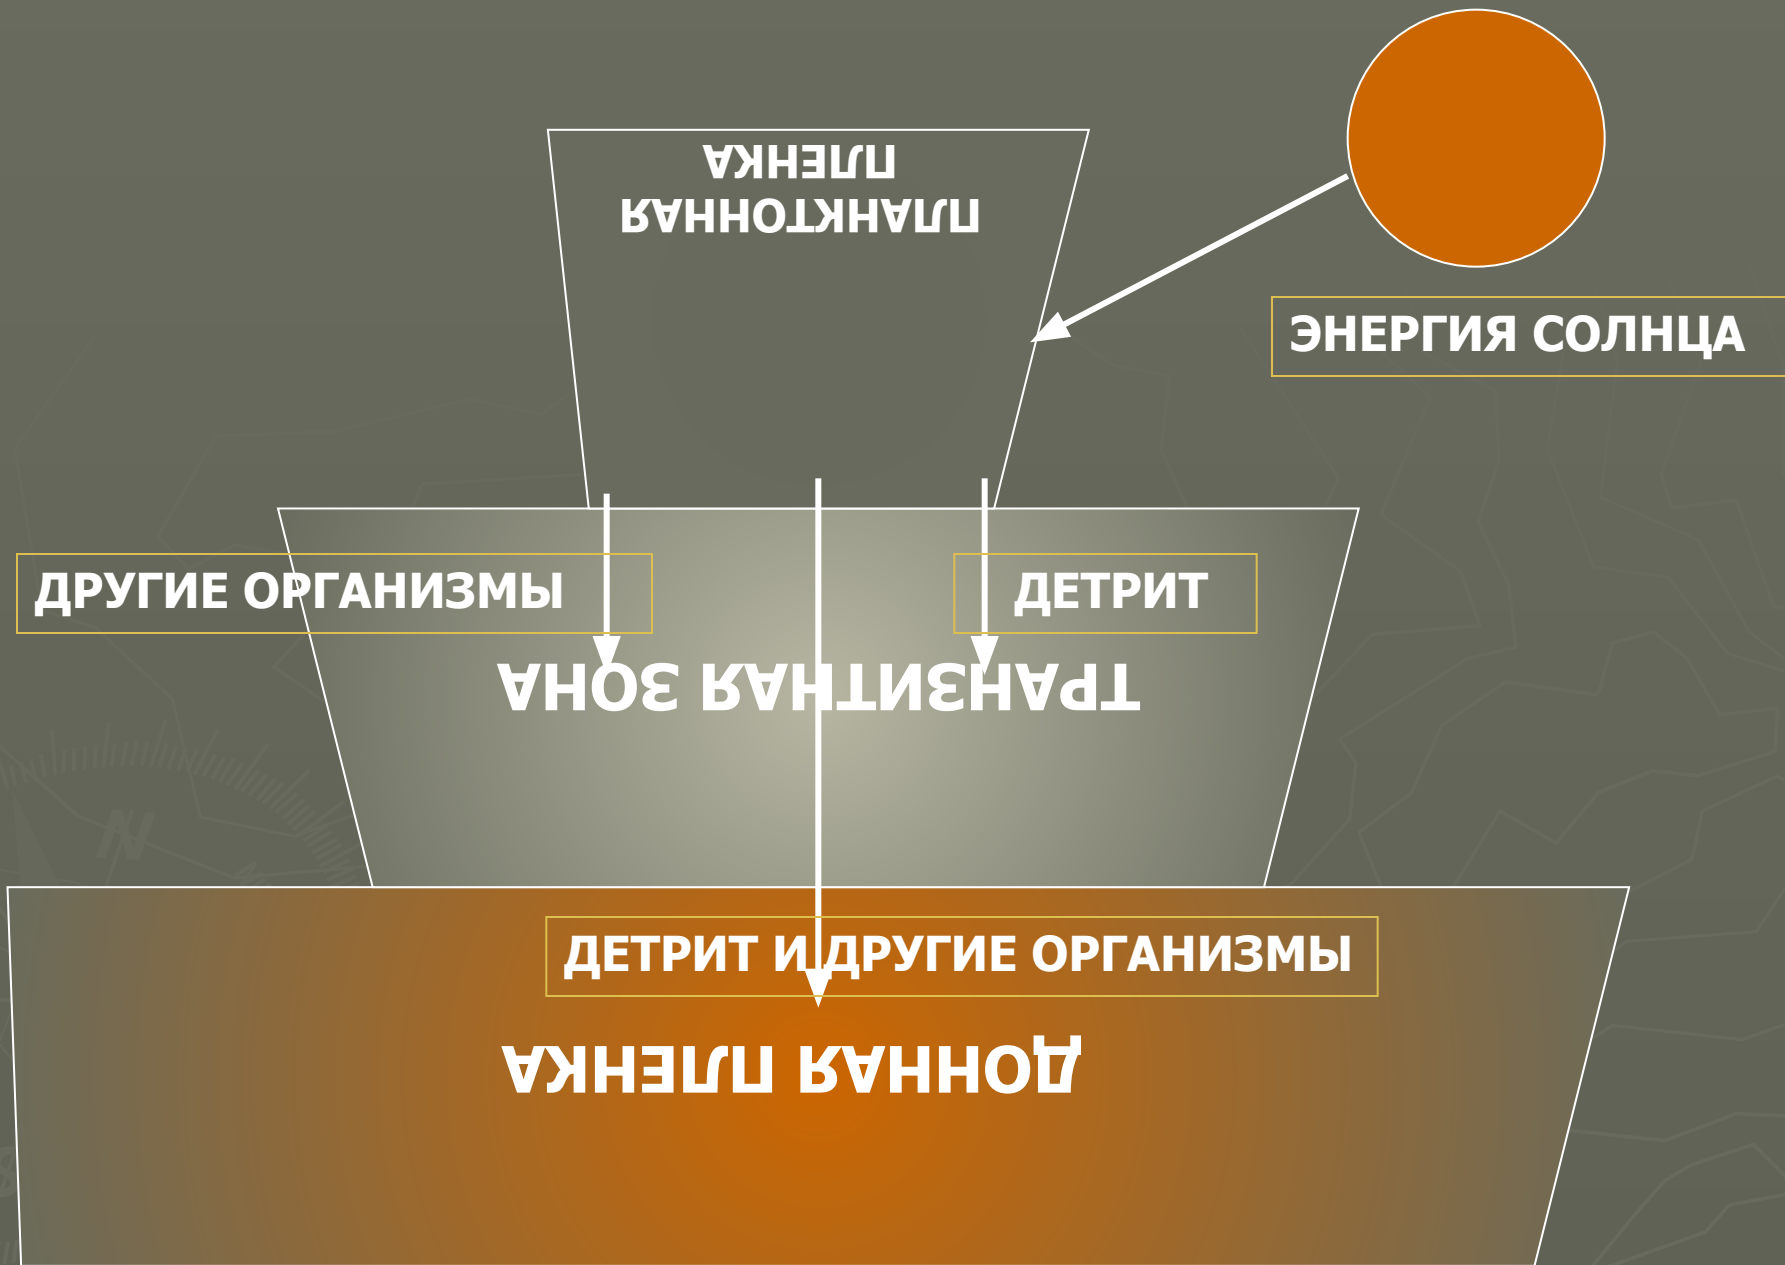 ПЛАНКТОННАЯ
ПЛЕНКА
ЭНЕРГИЯ СОЛНЦА
ДРУГИЕ ОРГАНИЗМЫ
ДЕТРИТ
ТРАНЗИТНАЯ ЗОНА
ДЕТРИТ И ДРУГИЕ ОРГАНИЗМЫ
ДОННАЯ ПЛЕНКА
N